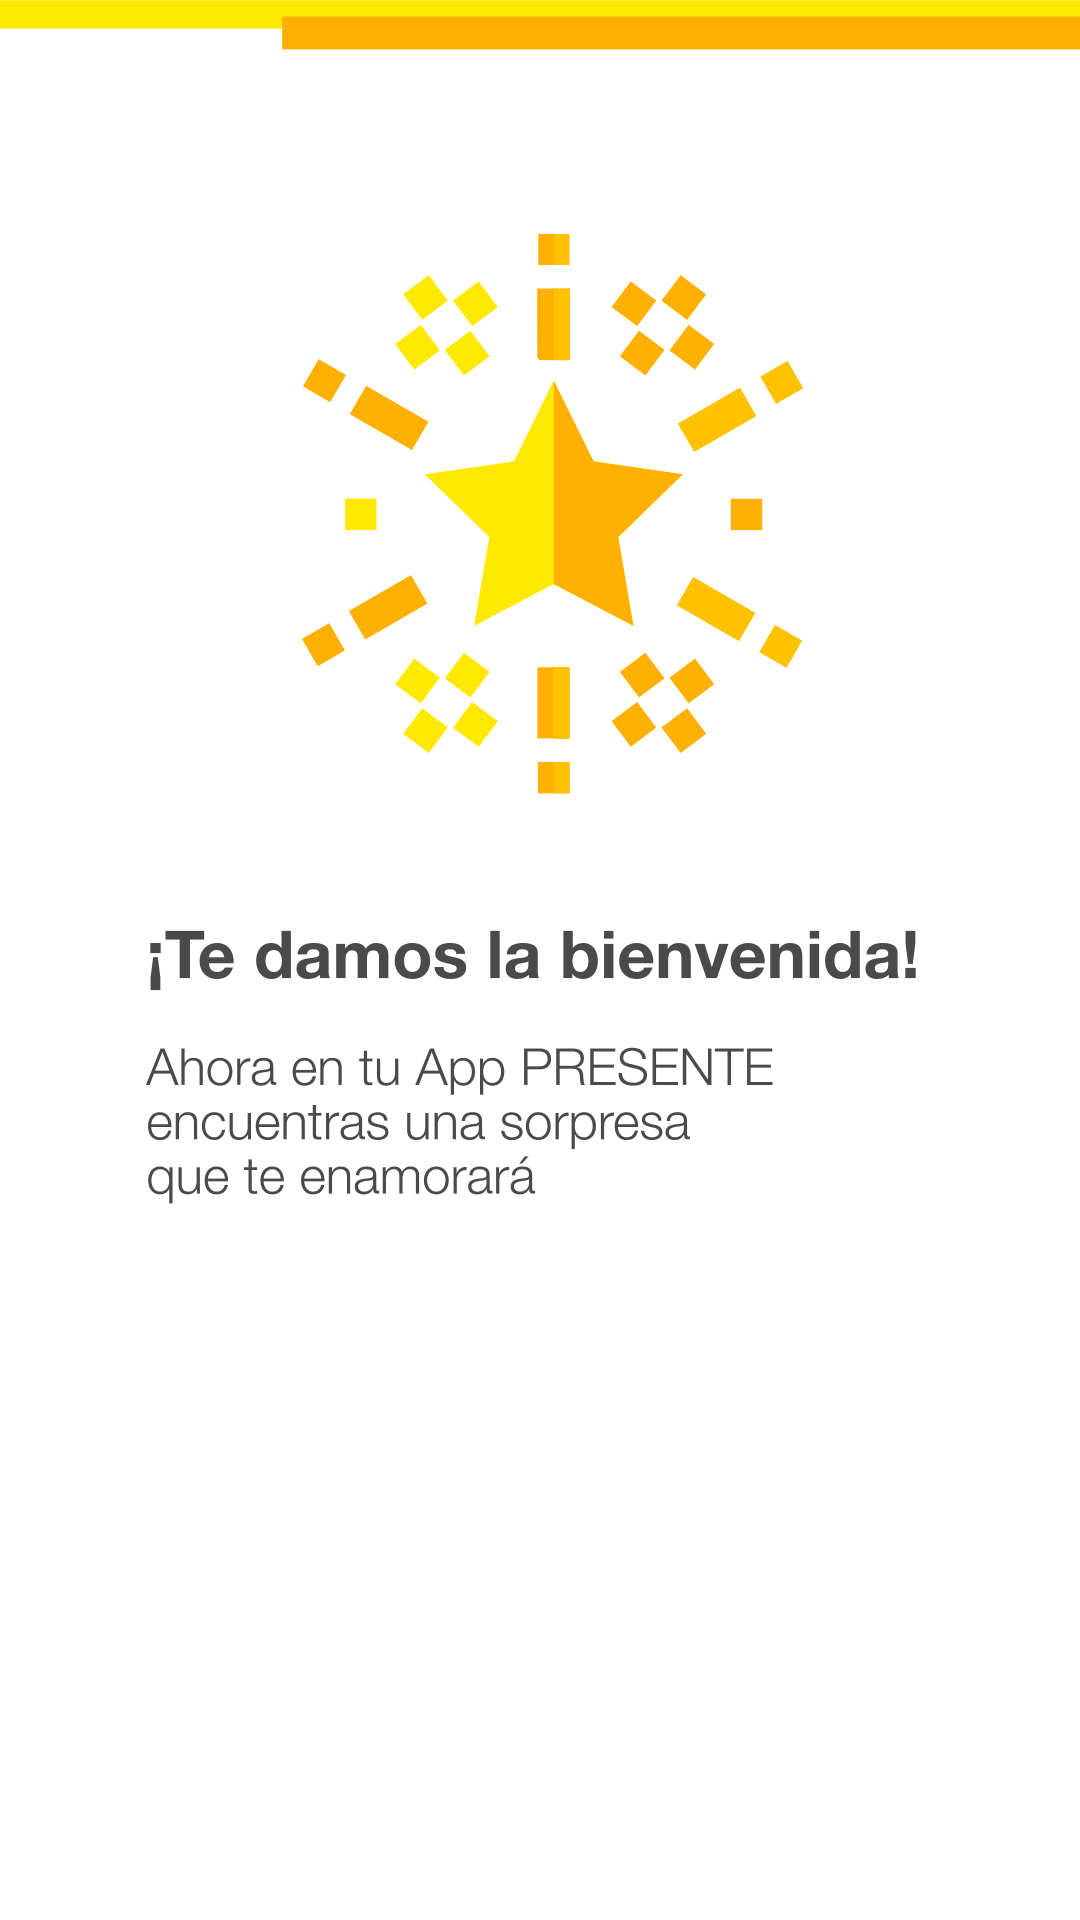 ¡Te damos la bienvenida!
Ahora en tu App PRESENTE
encuentras una sorpresa
que te enamorará